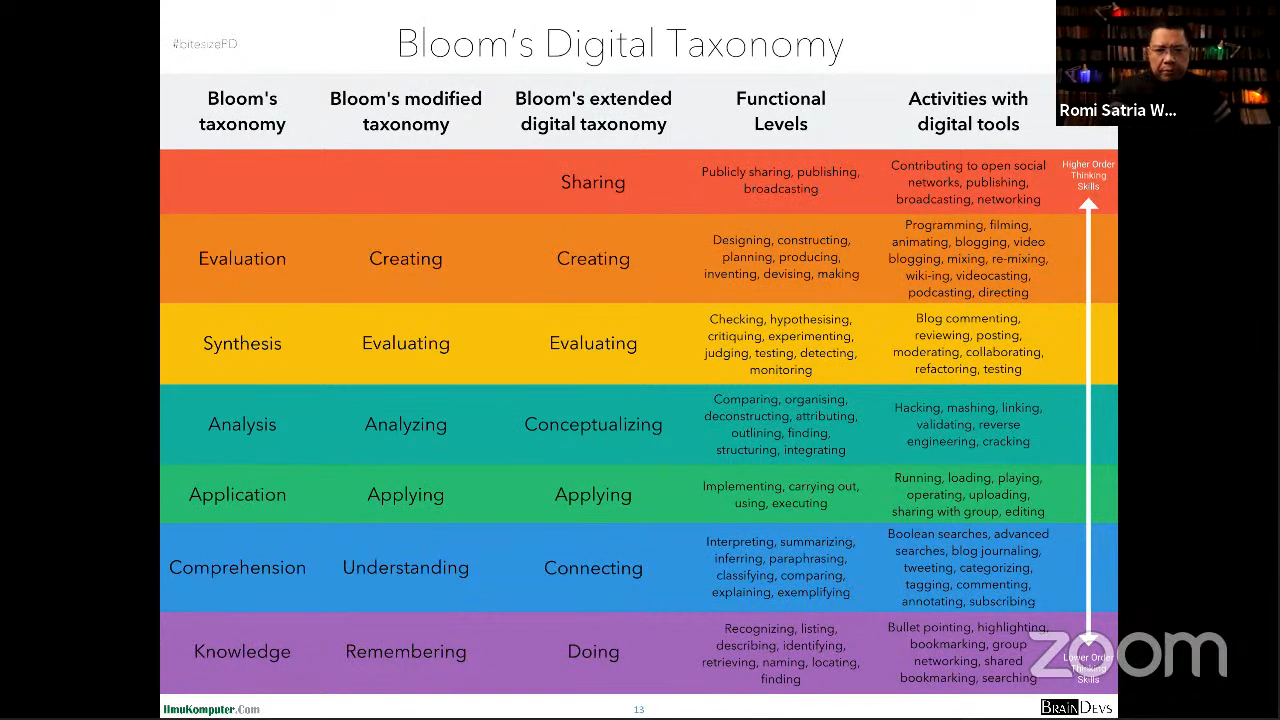 #bitesizePD
Bloom's Digital Taxonomy
Romi Satria W...
Bloom's
taxonomy
Bloom's modified
taxonomy
Bloom's extended
digital taxonomy
Functional
Levels
Activities with
digital tools
Sharing
Publicly sharing, publishing,
broadcasting
Contributing to open social
networks, publishing,
broadcasting, networking
Higher Order
Thinking
Skills
Evaluation
Creating
Creating
Designing, constructing,
planning, producing,
inventing, devising, making
Programming, filming,
animating, blogging, video
blogging, mixing, re-mixing,
wiki-ing, videocasting,
podcasting, directing
Synthesis
Evaluating
Evaluating
Checking, hypothesising,
critiquing, experimenting,
judging, testing, detecting,
monitoring
Blog commenting,
reviewing, posting,
moderating, collaborating,
refactoring, testing
Analysis
Analyzing
Conceptualizing
Comparing, organising,
deconstructing, attributing,
outlining, finding,
structuring, integrating
Hacking, mashing, linking,
validating, reverse
engineering, cracking
Application
Applying
Applying
Implementing, carrying out,
using, executing
Running, loading, playing,
operating, uploading,
sharing with group, editing
Comprehension
Understanding
Connecting
Interpreting, summarizing,
inferring, paraphrasing,
classifying, comparing,
explaining, exemplifying
Boolean searches, advanced
searches, blog journaling,
tweeting, categorizing,
tagging, commenting,
annotating, subscribing
Knowledge
Remembering
Doing
Recognizing, listing,
describing, identifying,
retrieving, naming, locating,
finding
Bullet pointing, highlighting,
bookmarking, group
networking, shared
bookmarking, searching
Lower Order
Thinking
Skills
zoom
IlmuKomputer.Com
13
BRAINDEVS